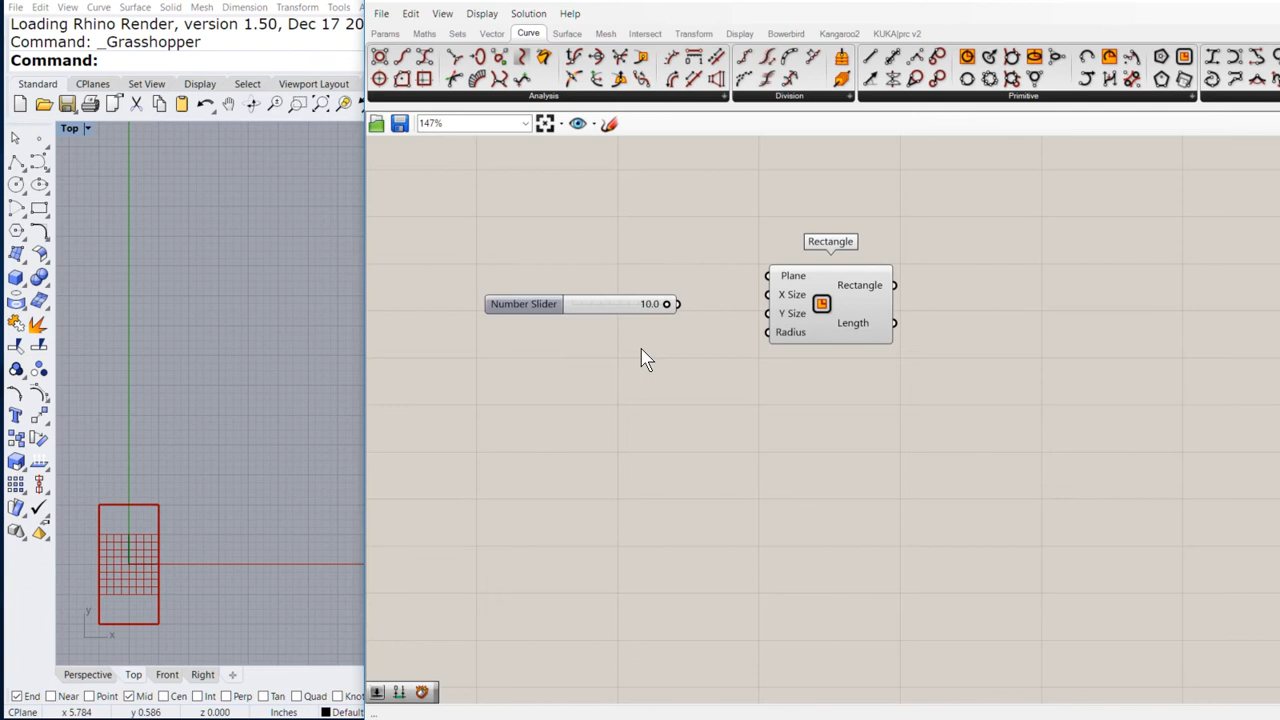 File Edit View Curve Surface Solid Mesh Dimension Transform Tools
Loading Rhino Render, version 1.50, Dec 17 20
Command: _Grasshopper
Command:
Standard CPlanes Set View Display Select Viewport Layout
Top
File Edit View Display Solution Help
Params Maths Sets Vector Curve Surface Mesh Intersect Transform Display Bowerbird Kangaroo2 KUKA|prc v2
Analysis Division Primitive
147%
Rectangle
Number Slider 10.0
Plane
X Size
Y Size
Radius
Rectangle
Length
y
x
Perspective Top Front Right
End Near Point Mid Cen Int Perp Tan Quad Knot
CPlane x 5.784 y 0.586 z 0.000 Inches Default
...